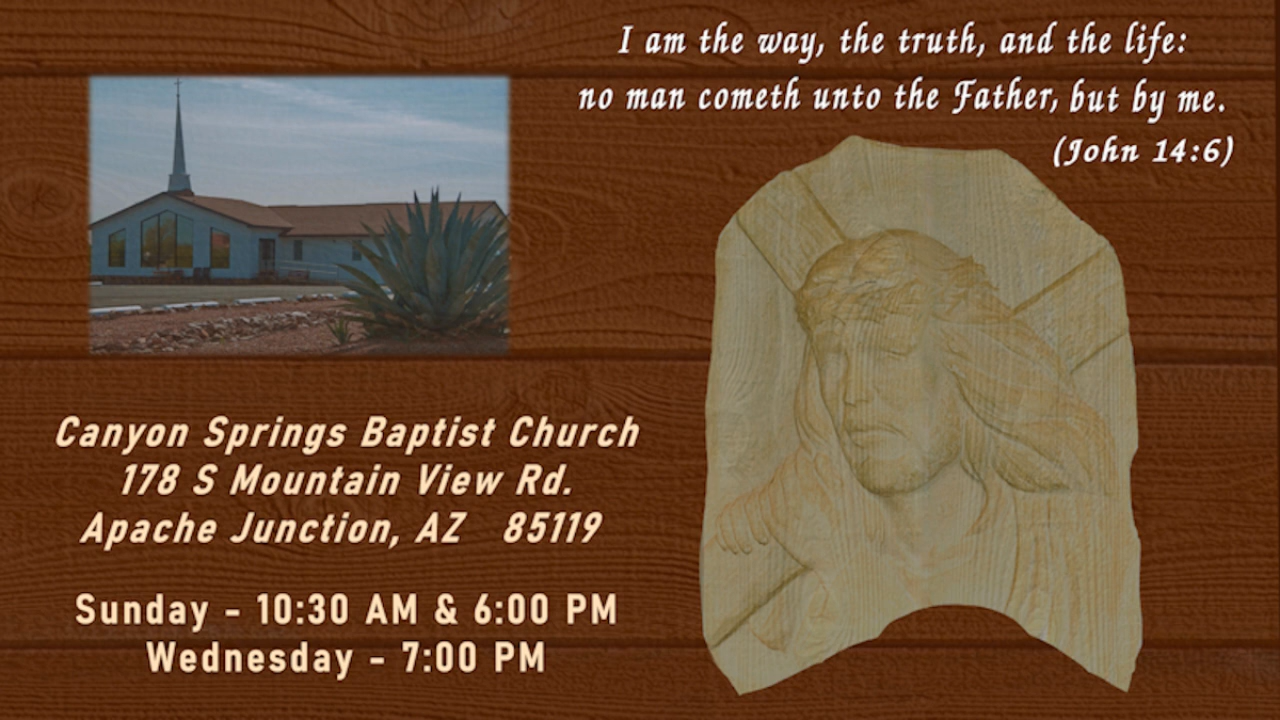 I am the way, the truth, and the life:
no man cometh unto the Father, but by me.
(John 14:6)
Canyon Springs Baptist Church
178 S Mountain View Rd.
Apache Junction, AZ 85119
Sunday - 10:30 AM & 6:00 PM
Wednesday - 7:00 PM